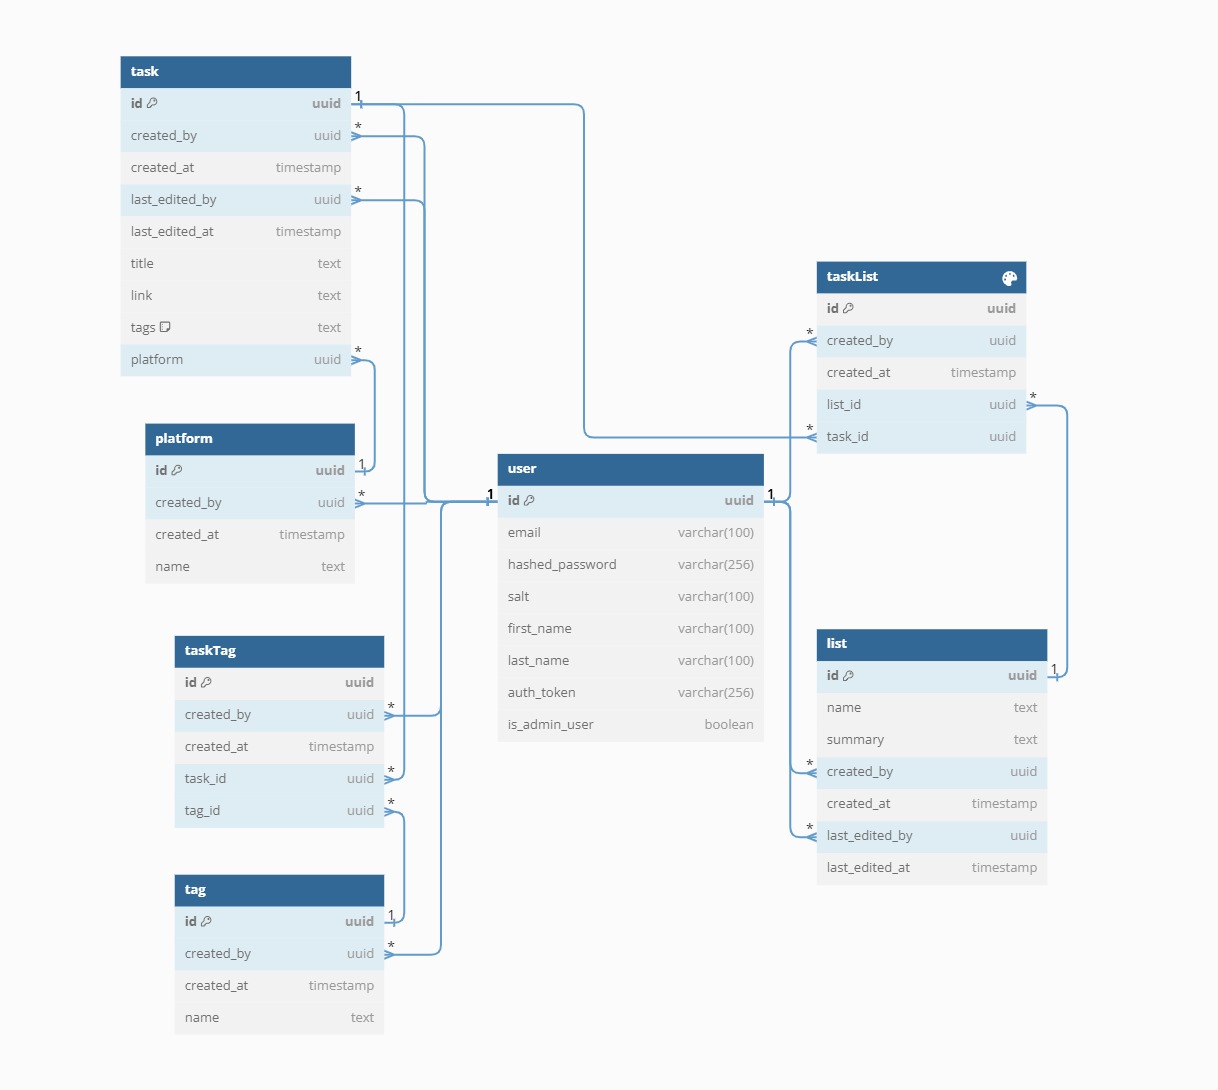 task
id uuid 1
created_by uuid *
created_at timestamp
last_edited_by uuid *
last_edited_at timestamp
title text
link text
tags text
platform uuid *
platform
id uuid 1
created_by uuid *
created_at timestamp
name text
taskTag
id uuid
created_by uuid *
created_at timestamp
task_id uuid *
tag_id uuid *
tag
id uuid 1
created_by uuid *
created_at timestamp
name text
user
1 id uuid 1
email varchar(100)
hashed_password varchar(256)
salt varchar(100)
first_name varchar(100)
last_name varchar(100)
auth_token varchar(256)
is_admin_user boolean
taskList
id uuid
* created_by uuid
created_at timestamp
list_id uuid *
* task_id uuid
list
id uuid 1
name text
summary text
* created_by uuid
created_at timestamp
* last_edited_by uuid
last_edited_at timestamp